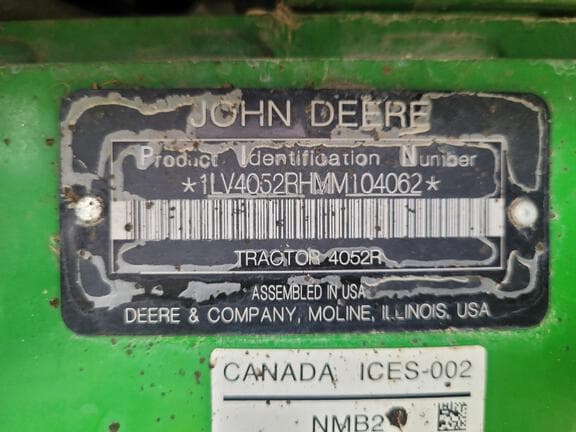 JOHN DEERE
Product Identification Number
*1LV4052RHMM104062*
TRACTOR 4052R
ASSEMBLED IN USA
DEERE & COMPANY, MOLINE, ILLINOIS, USA
CANADA ICES-002
NMB2